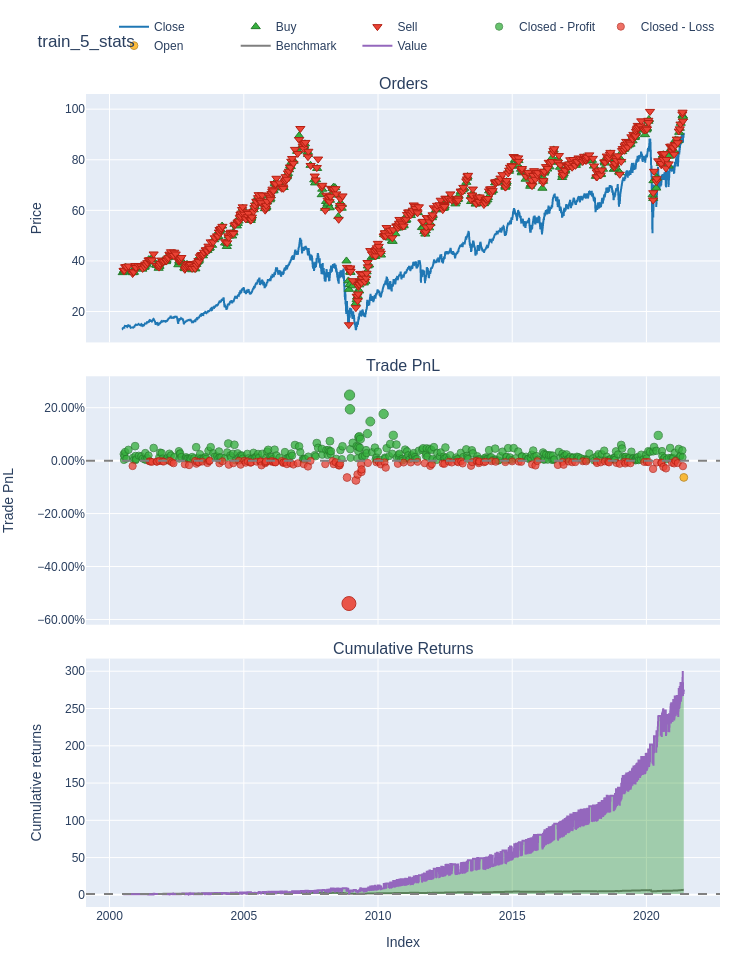 train_5_stats
Close
Buy
Sell
Closed - Profit
Closed - Loss
Open
Benchmark
Value
Orders
100
80
60
40
20
Price
Trade PnL
20.00%
0.00%
−20.00%
−40.00%
−60.00%
Trade PnL
Cumulative Returns
300
250
200
150
100
50
0
Cumulative returns
2000
2005
2010
2015
2020
Index